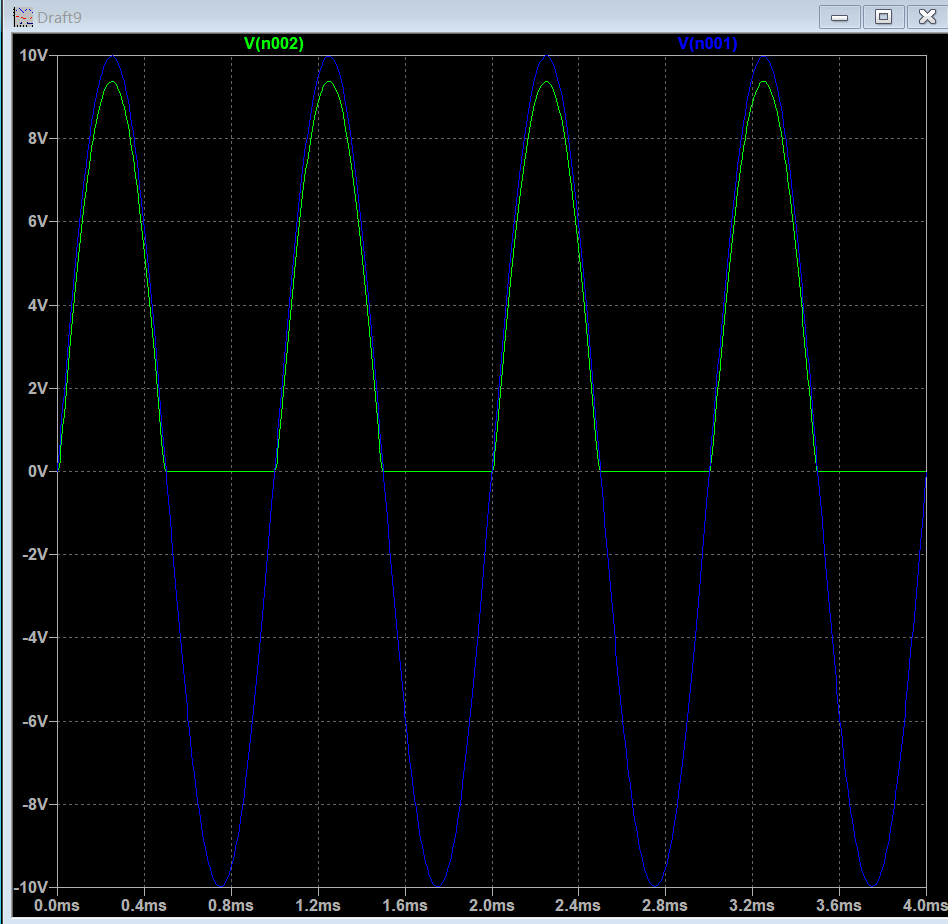 Draft9
V(n002) V(n001)
10V
8V
6V
4V
2V
0V
-2V
-4V
-6V
-8V
-10V
0.0ms 0.4ms 0.8ms 1.2ms 1.6ms 2.0ms 2.4ms 2.8ms 3.2ms 3.6ms 4.0ms